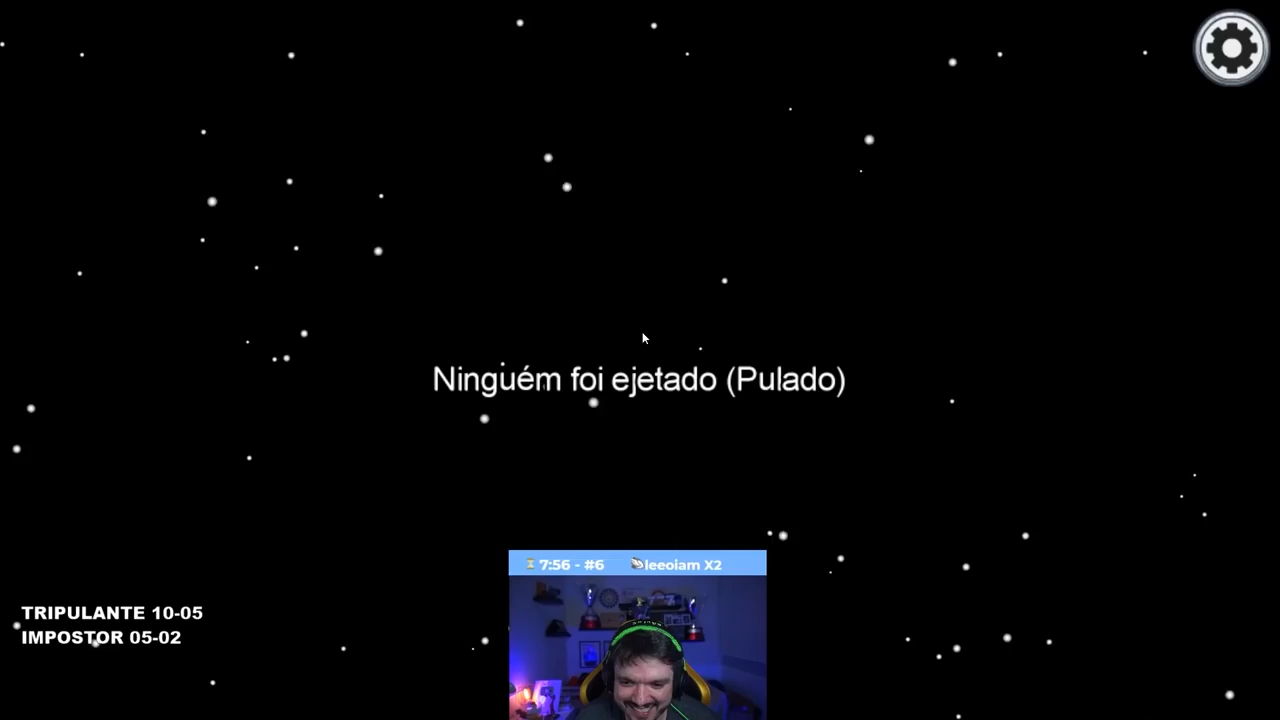 Ninguém foi ejetado (Pulado)
7:56 - #6 leeoiam X2
TRIPULANTE 10-05
IMPOSTOR 05-02